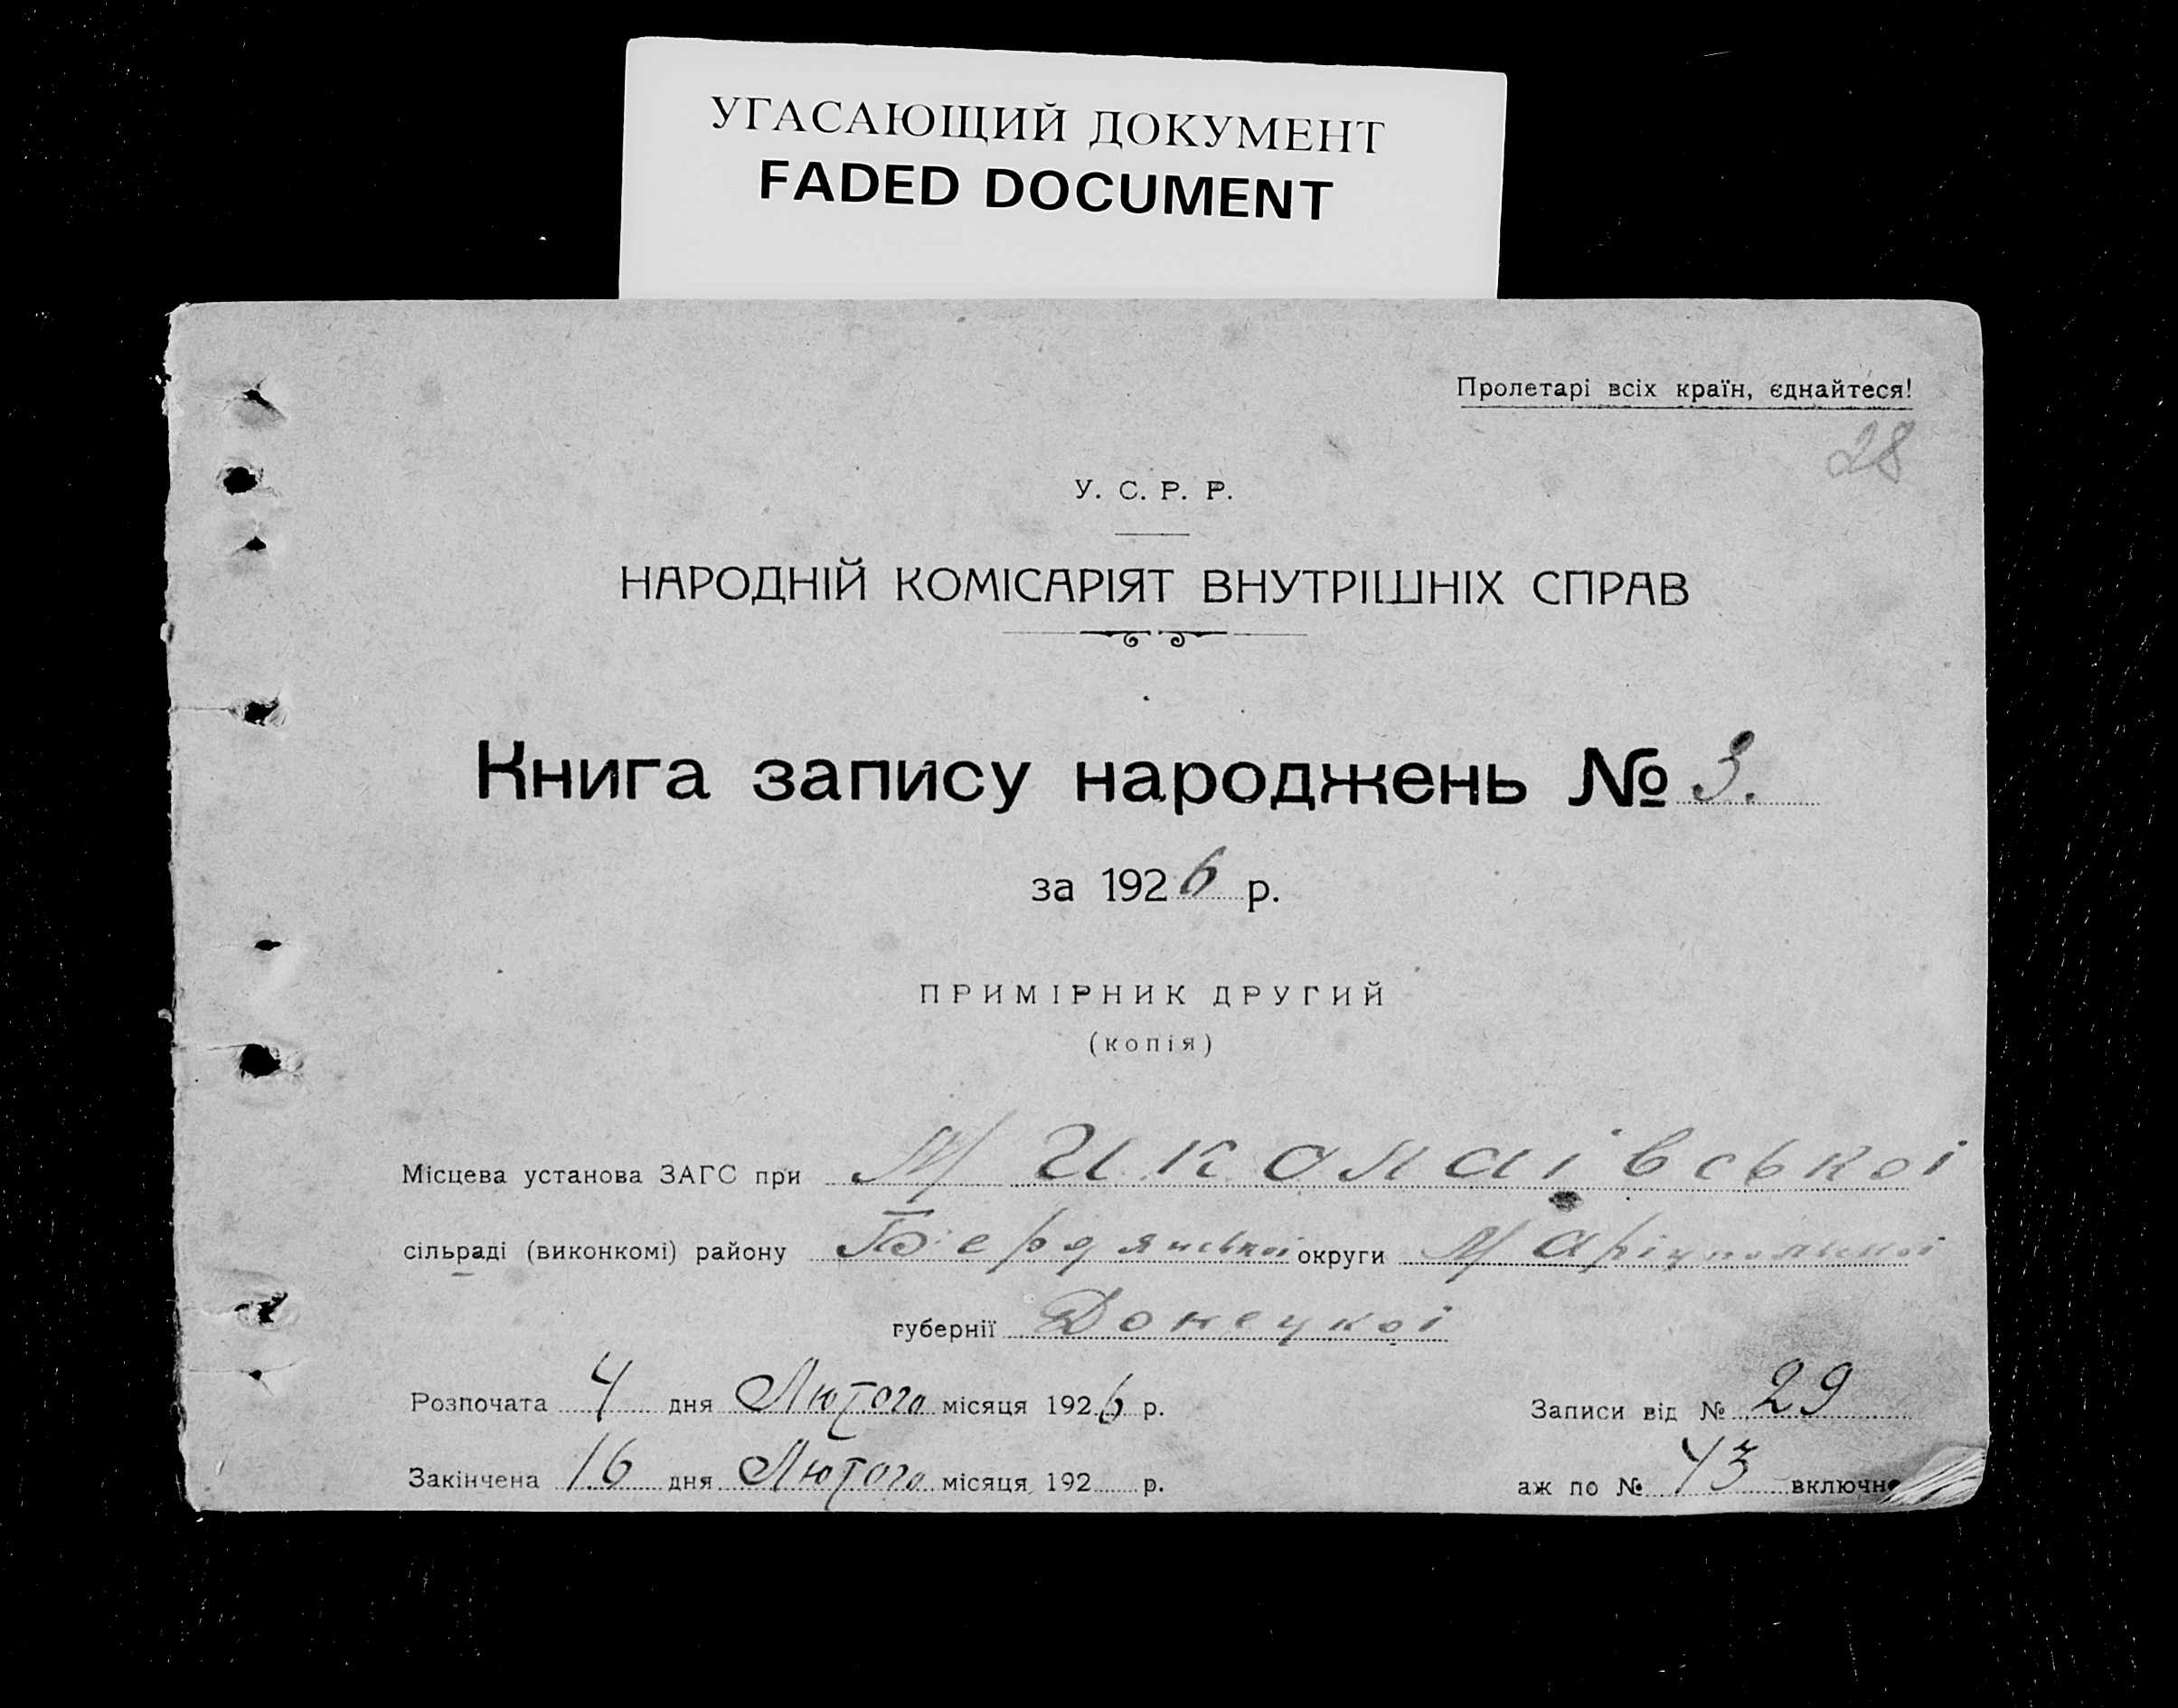 УГАСАЮЩИЙ ДОКУМЕНТ
FADED DOCUMENT
Пролетарі всіх країн, єднайтеся!
28
У. С. Р. Р.
НАРОДНІЙ КОМІСАРІЯТ ВНУТРІШНІХ СПРАВ
Книга запису народжень № 3.
за 1926 р.
ПРИМІРНИК ДРУГИЙ
(копія)
Місцева установа ЗАГС при Миколаівської
сільраді (виконкомі) району Бердянської округи Маріупольської
губернії Донецкої
Розпочата 4 дня Лютого місяця 1926 р. Записи від № 29
Закінчена 16 дня Лютого місяця 192 р. аж по № 43 включно